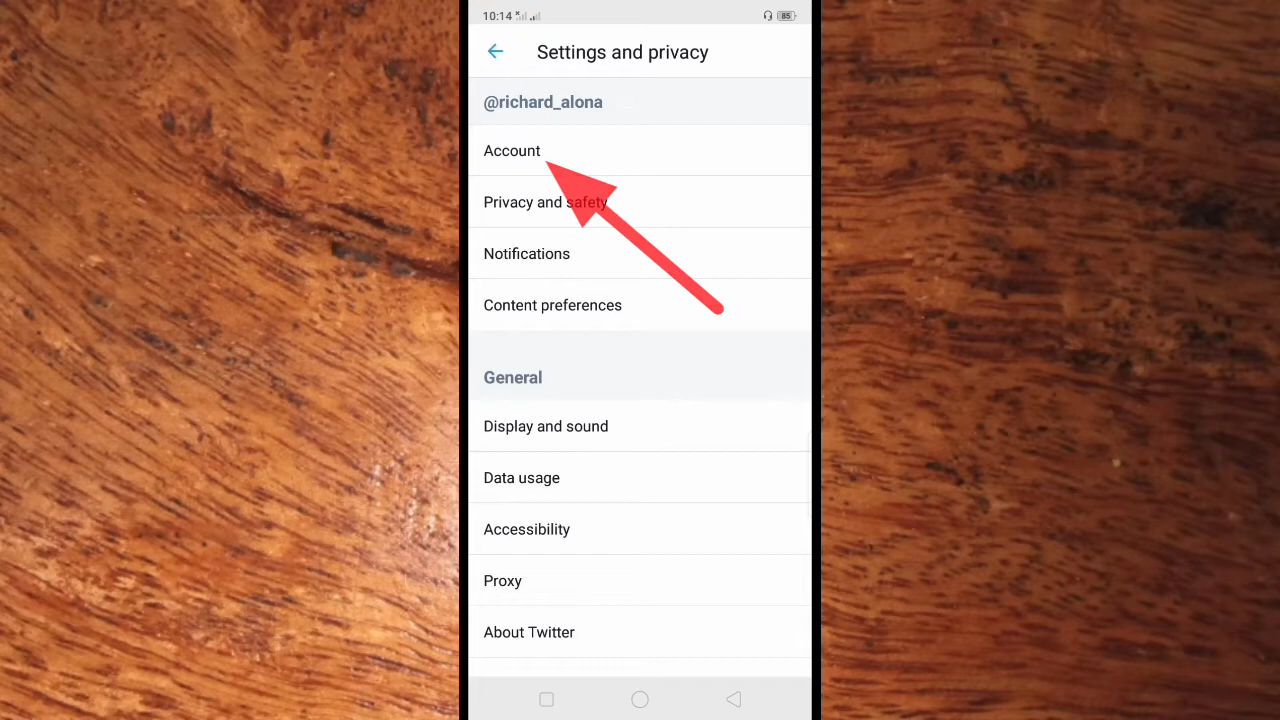 10:14
85
Settings and privacy
@richard_alona
Account
Privacy and safety
Notifications
Content preferences
General
Display and sound
Data usage
Accessibility
Proxy
About Twitter